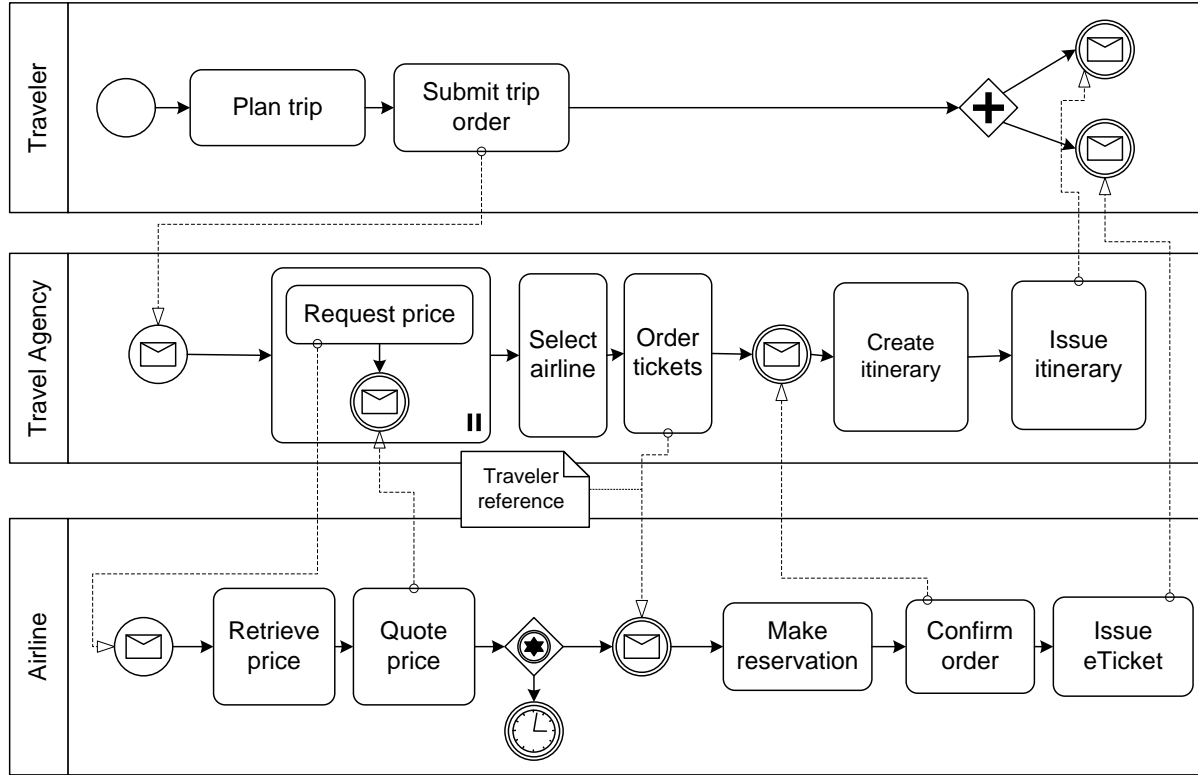 Traveler
Plan trip
Submit trip
order
Travel Agency
Request price
Select
airline
Order
tickets
Create
itinerary
Issue
itinerary
Traveler
reference
Airline
Retrieve
price
Quote
price
Make
reservation
Confirm
order
Issue
eTicket